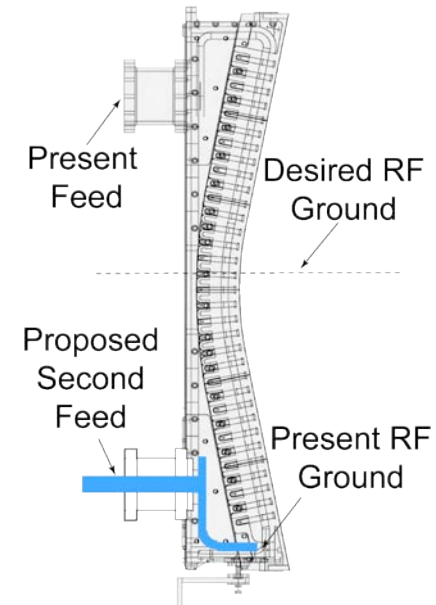 Present
Feed
Desired RF
Ground
Proposed
Second
Feed
Present RF
Ground